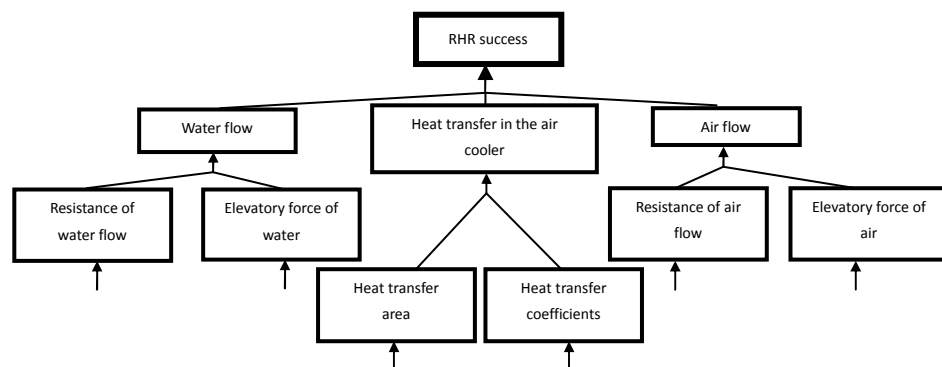 RHR success
Water flow
Heat transfer in the air
cooler
Air flow
Resistance of
water flow
Elevatory force of
water
Resistance of air
flow
Elevatory force of
air
Heat transfer
area
Heat transfer
coefficients